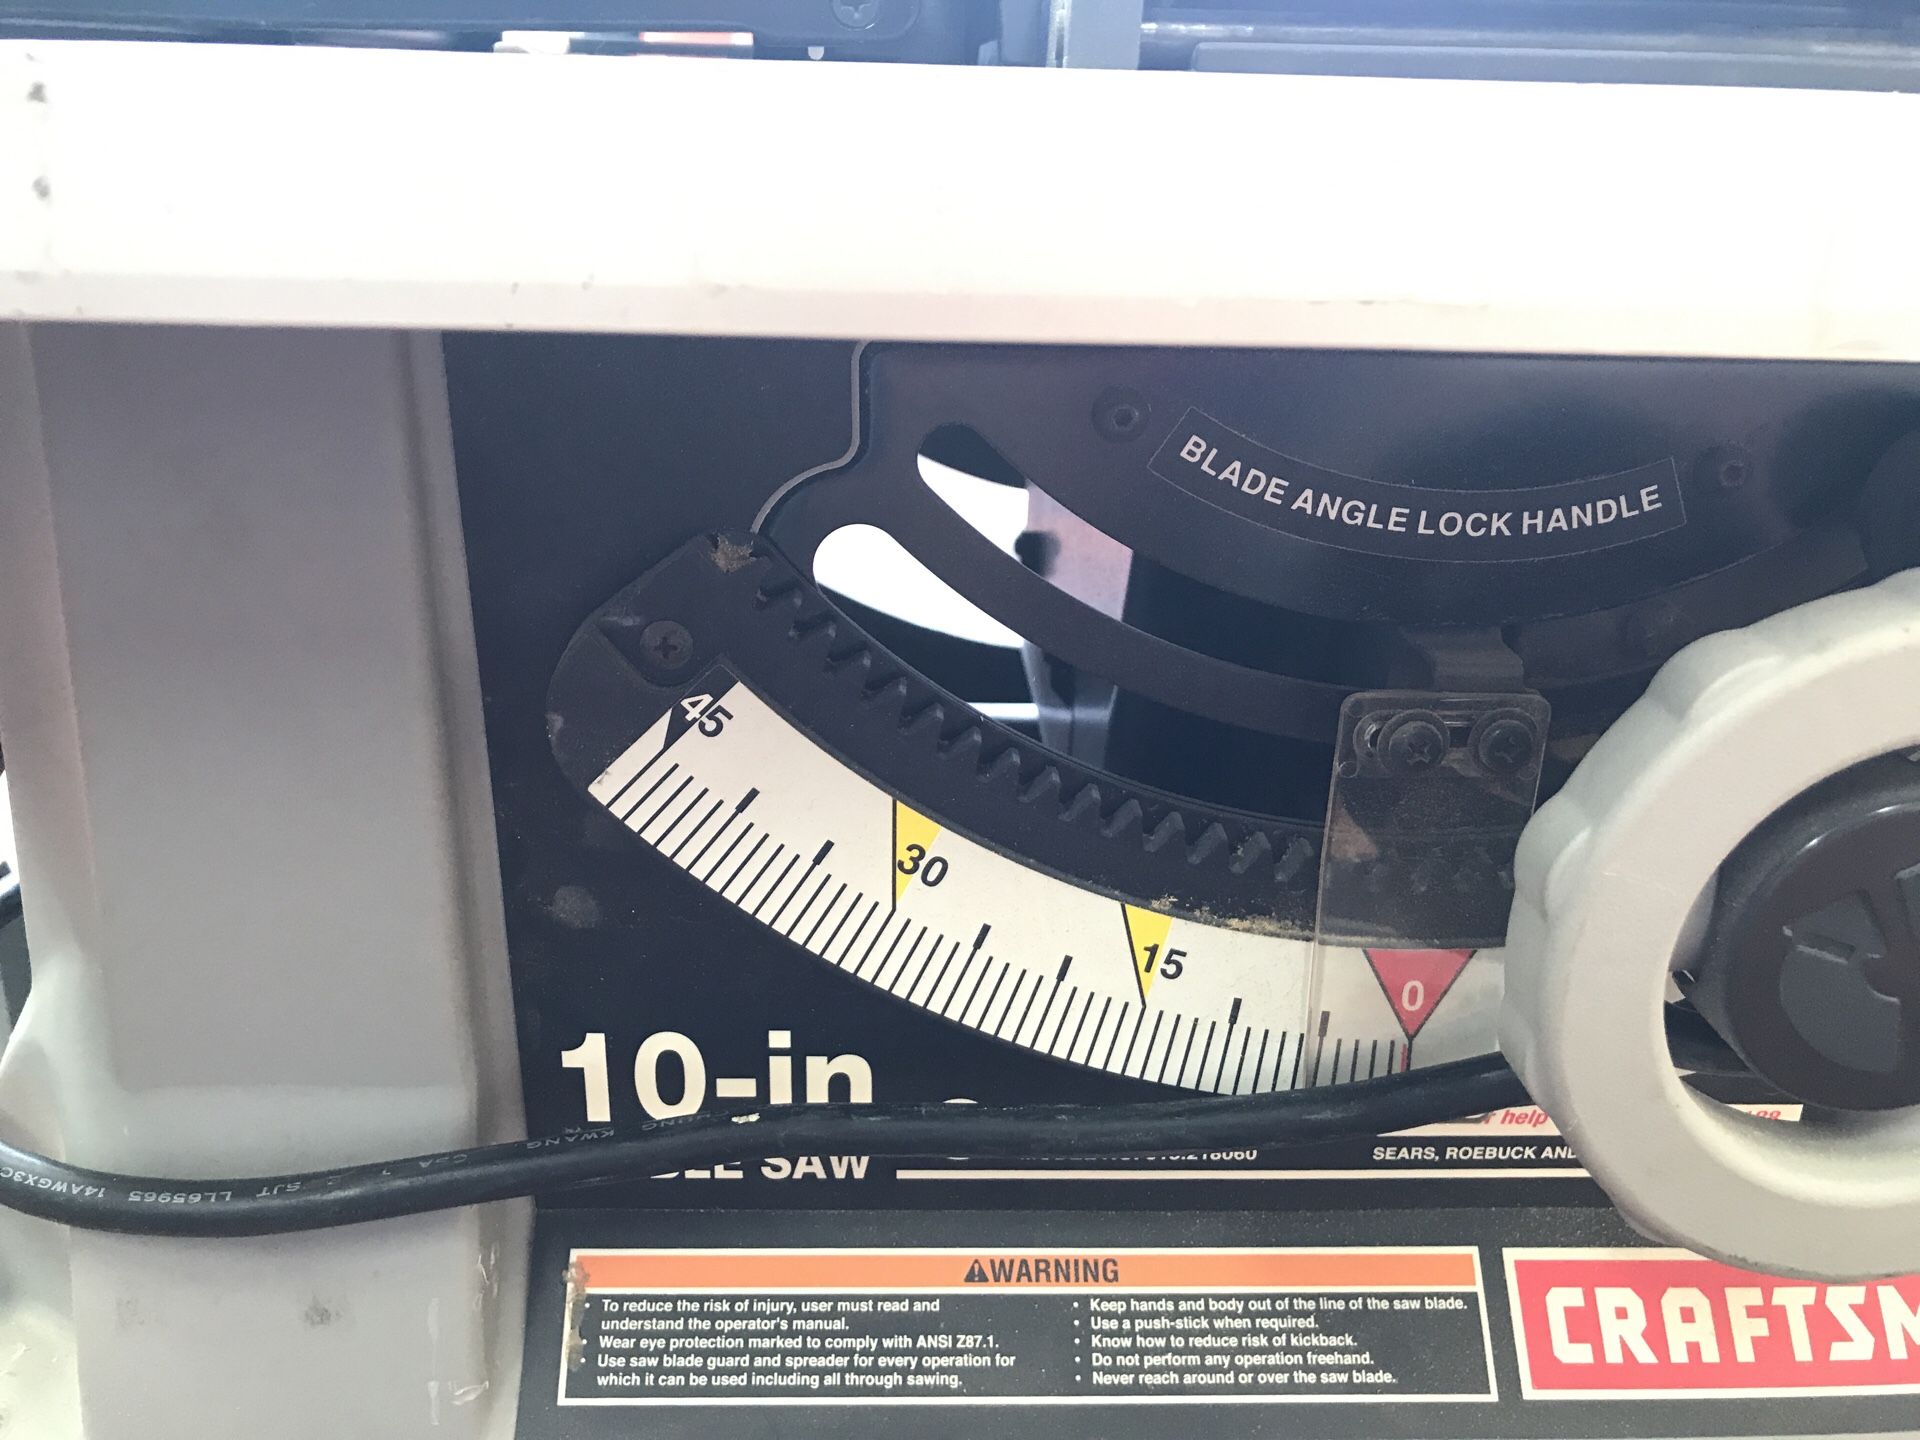 BLADE ANGLE LOCK HANDLE
45
30
15
0
10-in
SAW
SEARS, ROEBUCK AND
help
KWANG
14AWGX3C LL65965 SJT CSA
WARNING
• To reduce the risk of injury, user must read and
understand the operator's manual.
• Wear eye protection marked to comply with ANSI Z87.1.
• Use saw blade guard and spreader for every operation for
which it can be used including all through sawing.
• Keep hands and body out of the line of the saw blade.
• Use a push-stick when required.
• Know how to reduce risk of kickback.
• Do not perform any operation freehand.
• Never reach around or over the saw blade.
CRAFTSM